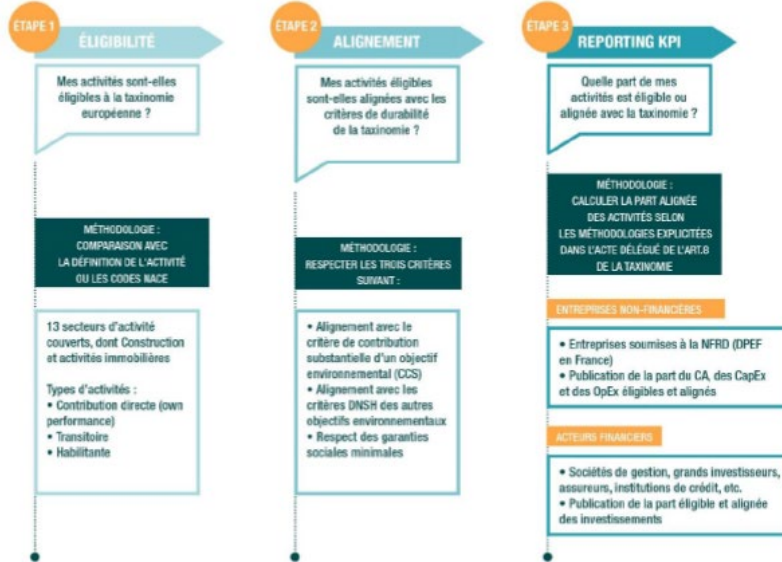 ÉTAPE 1
ÉLIGIBILITÉ
Mes activités sont-elles
éligibles à la taxinomie
européenne ?
MÉTHODOLOGIE :
COMPARAISON AVEC
LA DÉFINITION DE L'ACTIVITÉ
OU LES CODES NACE
13 secteurs d'activité
couverts, dont Construction
et activités immobilières
Types d'activités :
• Contribution directe (own
performance)
• Transitoire
• Habilitante
ÉTAPE 2
ALIGNEMENT
Mes activités éligibles
sont-elles alignées avec les
critères de durabilité
de la taxinomie ?
MÉTHODOLOGIE :
RESPECTER LES TROIS CRITÈRES
SUIVANT :
• Alignement avec le
critère de contribution
substantielle d'un objectif
environnemental (CCS)
• Alignement avec les
critères DNSH des autres
objectifs environnementaux
• Respect des garanties
sociales minimales
ÉTAPE 3
REPORTING KPI
Quelle part de mes
activités est éligible ou
alignée avec la taxinomie ?
MÉTHODOLOGIE :
CALCULER LA PART ALIGNÉE
DES ACTIVITÉS SELON
LES MÉTHODOLOGIES EXPLICITÉES
DANS L'ACTE DÉLÉGUÉ DE L'ART.8
DE LA TAXINOMIE
ENTREPRISES NON-FINANCIÈRES
• Entreprises soumises à la NFRD (DPEF
en France)
• Publication de la part du CA, des CapEx
et des OpEx éligibles et alignés
ACTEURS FINANCIERS
• Sociétés de gestion, grands investisseurs,
assureurs, institutions de crédit, etc.
• Publication de la part éligible et alignée
des investissements